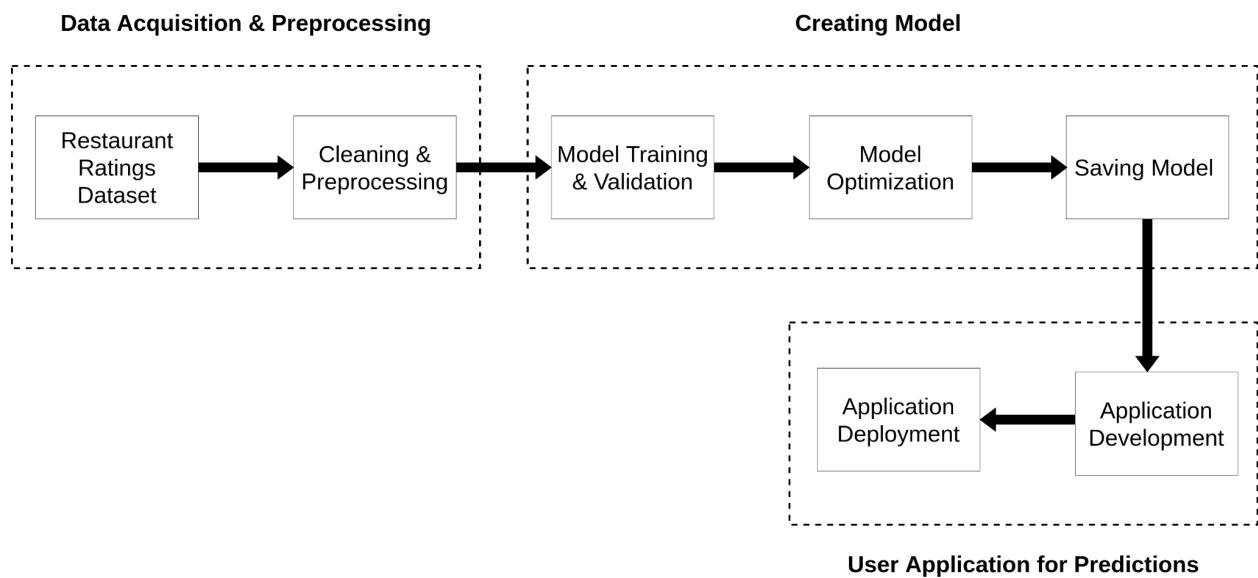 Data Acquisition & Preprocessing
Creating Model
Restaurant
Ratings
Dataset
Cleaning &
Preprocessing
Model Training
& Validation
Model
Optimization
Saving Model
Application
Deployment
Application
Development
User Application for Predictions